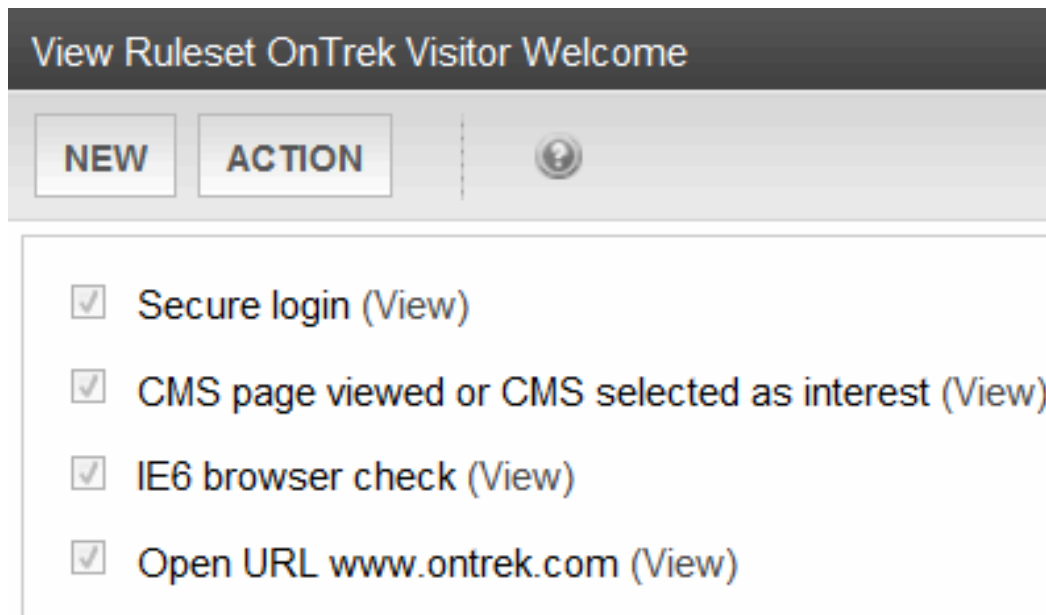 View Ruleset OnTrek Visitor Welcome
NEW ACTION ?
Secure login (View)
CMS page viewed or CMS selected as interest (View)
IE6 browser check (View)
Open URL www.ontrek.com (View)